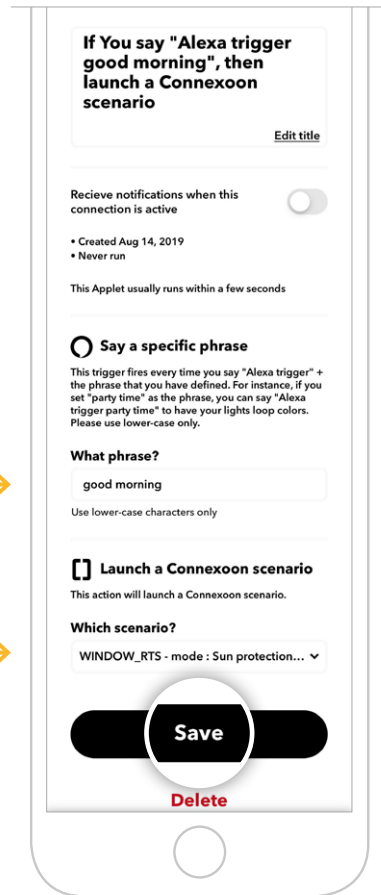 If You say "Alexa trigger
good morning", then
launch a Connexoon
scenario
Edit title
Recieve notifications when this
connection is active
• Created Aug 14, 2019
• Never run
This Applet usually runs within a few seconds
Say a specific phrase
This trigger fires every time you say "Alexa trigger" +
the phrase that you have defined. For instance, if you
set "party time" as the phrase, you can say "Alexa
trigger party time" to have your lights loop colors.
Please use lower-case only.
What phrase?
good morning
Use lower-case characters only
Launch a Connexoon scenario
This action will launch a Connexoon scenario.
Which scenario?
WINDOW_RTS - mode : Sun protection...
Save
Delete